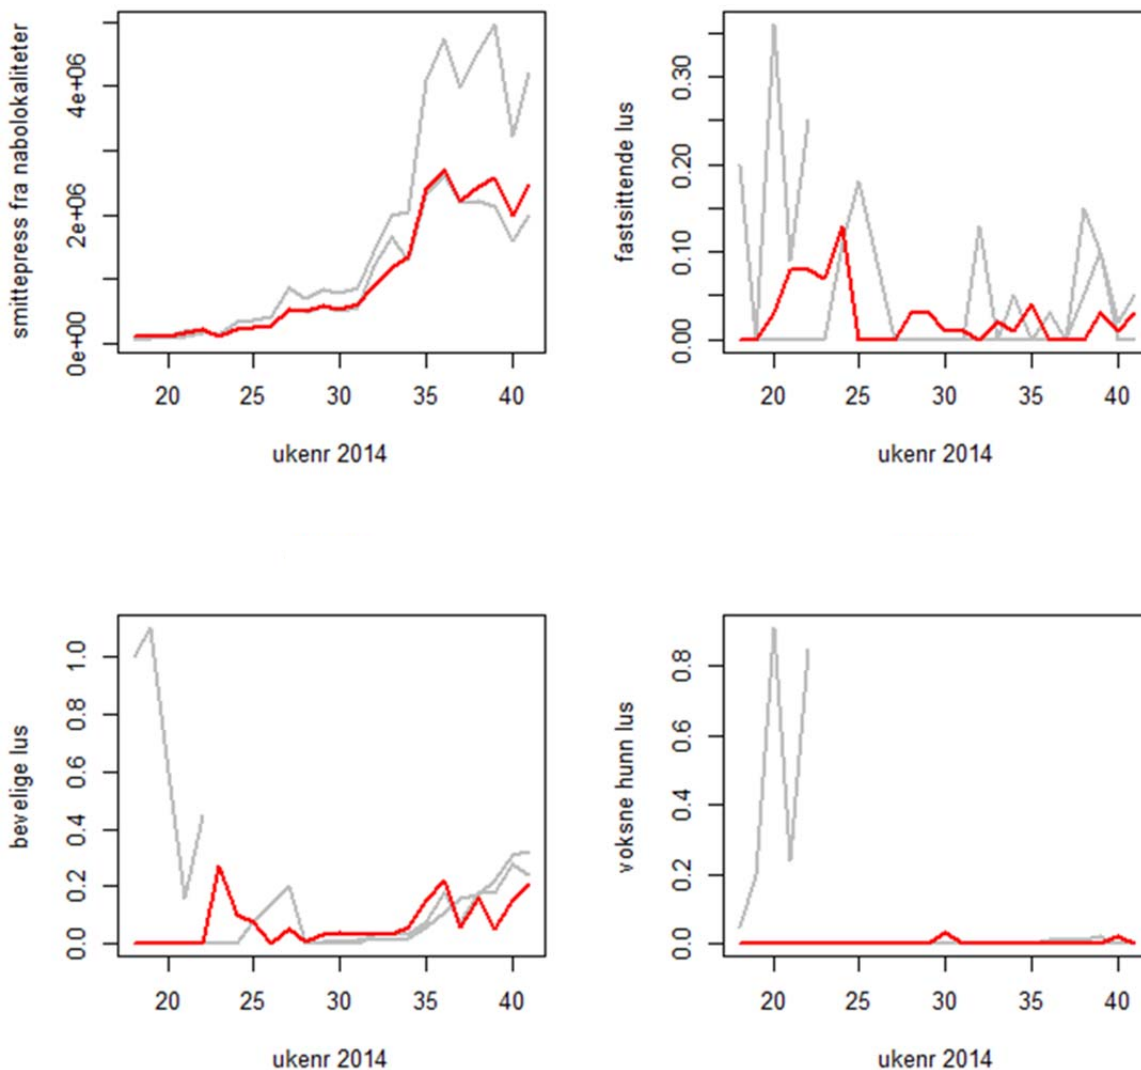 smittepress fra nabolokaliteter
4e+06
2e+06
0e+00
20 25 30 35 40
ukenr 2014
fastsittende lus
0.30
0.20
0.10
0.00
20 25 30 35 40
ukenr 2014
bevelige lus
1.0
0.8
0.6
0.4
0.2
0.0
20 25 30 35 40
ukenr 2014
voksne hunn lus
0.8
0.6
0.4
0.2
0.0
20 25 30 35 40
ukenr 2014